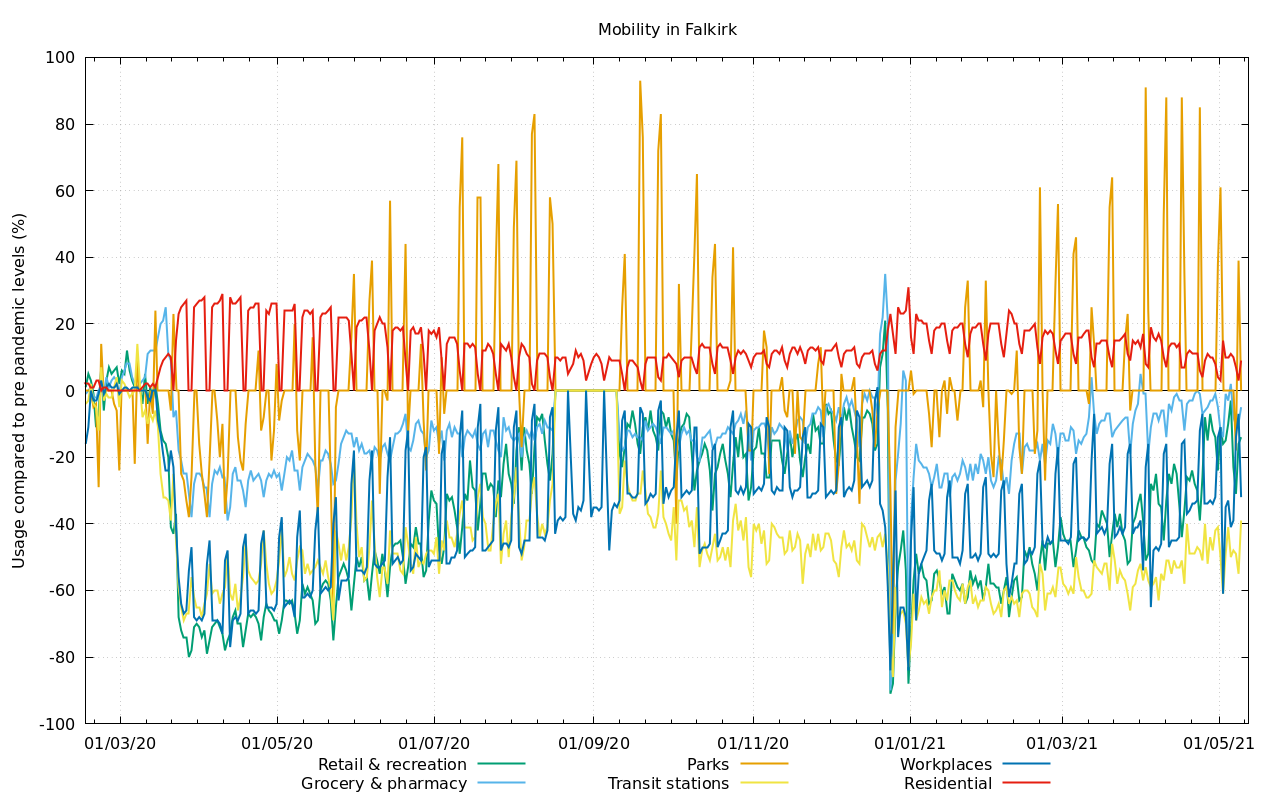 Mobility in Falkirk
Usage compared to pre pandemic levels (%)
100
80
60
40
20
0
-20
-40
-60
-80
-100
01/03/20 01/05/20 01/07/20 01/09/20 01/11/20 01/01/21 01/03/21 01/05/21
Retail & recreation Parks Workplaces
Grocery & pharmacy Transit stations Residential